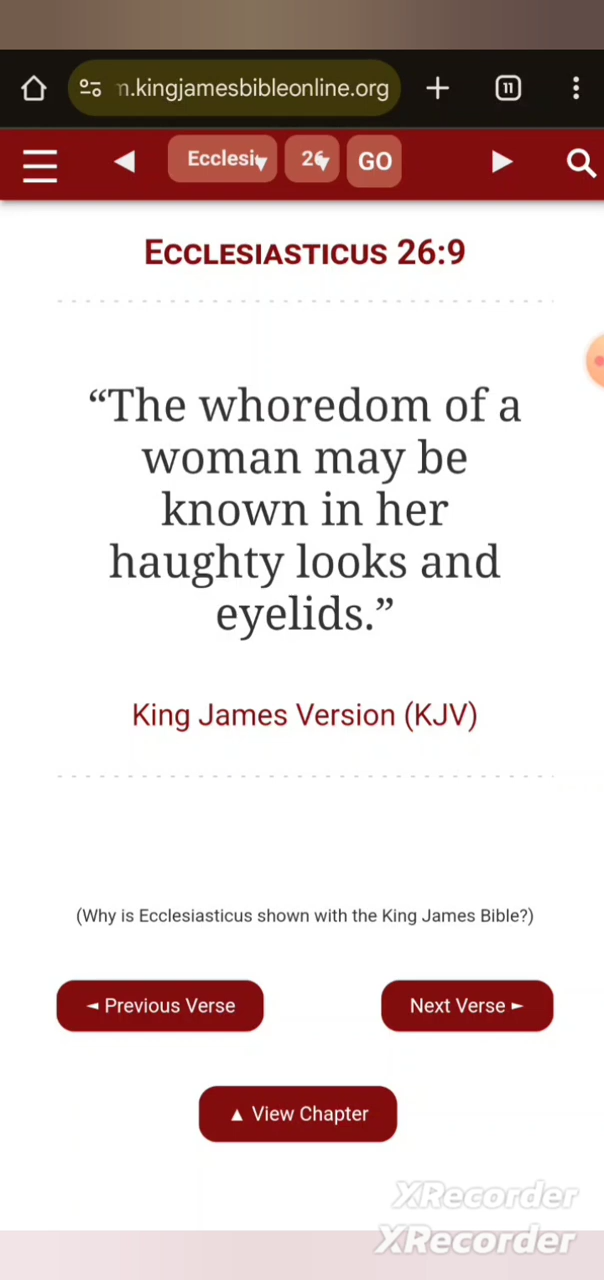 n.kingjamesbibleonline.org
11
Ecclesi
26
GO
ECCLESIASTICUS 26:9
“The whoredom of a
woman may be
known in her
haughty looks and
eyelids.”
King James Version (KJV)
(Why is Ecclesiasticus shown with the King James Bible?)
◄ Previous Verse
Next Verse ►
▲ View Chapter
XRecorder
XRecorder